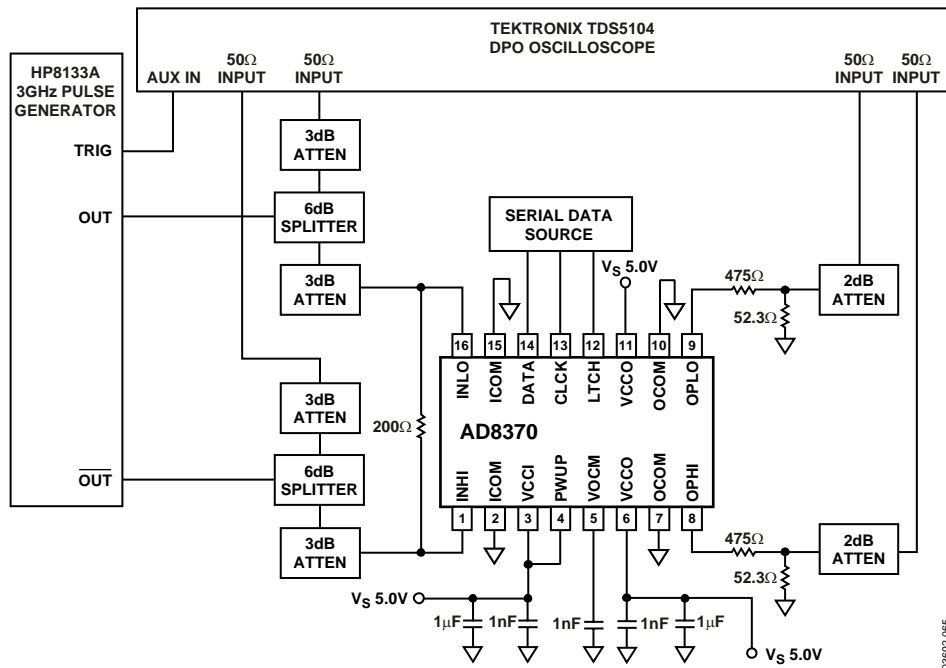 TEKTRONIX TDS5104
DPO OSCILLOSCOPE
HP8133A
3GHz PULSE
GENERATOR
AUX IN
50Ω
INPUT
50Ω
INPUT
50Ω
INPUT
50Ω
INPUT
TRIG
3dB
ATTEN
OUT
6dB
SPLITTER
SERIAL DATA
SOURCE
3dB
ATTEN
VS 5.0V
475Ω
2dB
ATTEN
52.3Ω
16
15
14
13
12
11
10
9
INLO
ICOM
DATA
CLCK
LTCH
VCCO
OCOM
OPLO
3dB
ATTEN
200Ω
AD8370
OUT
6dB
SPLITTER
INHI
ICOM
VCCI
PWUP
VOCM
VCCO
OCOM
OPHI
1
2
3
4
5
6
7
8
3dB
ATTEN
475Ω
2dB
ATTEN
52.3Ω
VS 5.0V
1μF
1nF
1nF
1nF
1μF
VS 5.0V
03692-065